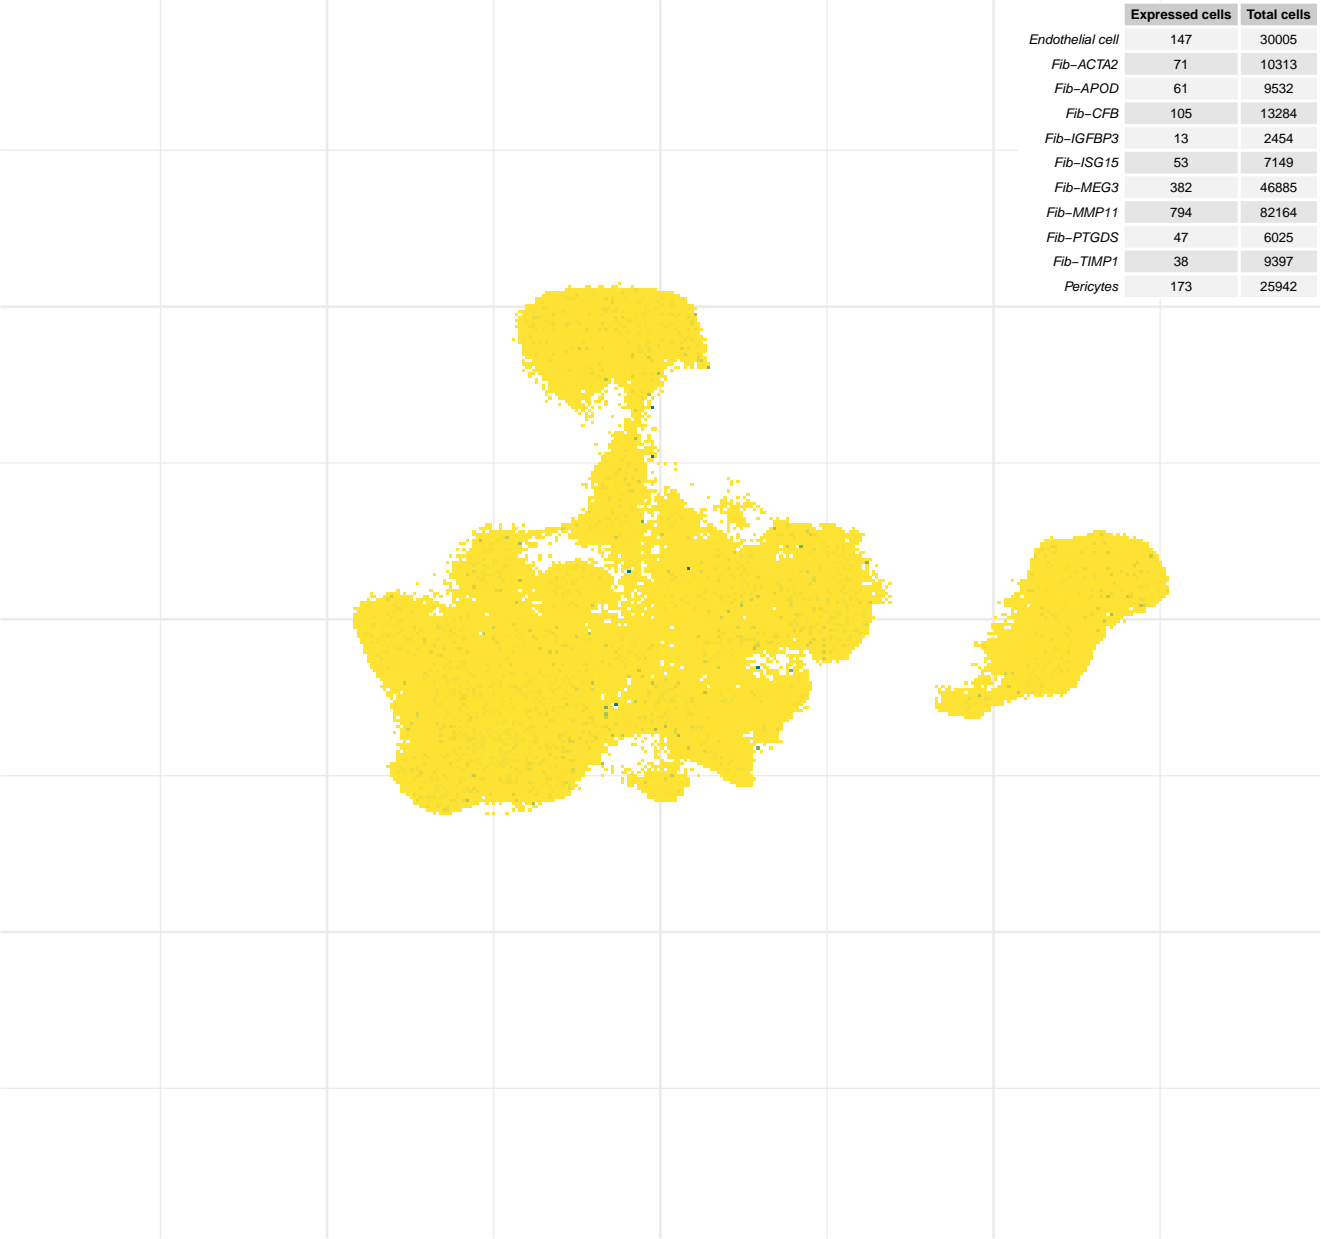 Expressed cells Total cells
Endothelial cell 147 30005
Fib−ACTA2 71 10313
Fib−APOD 61 9532
Fib−CFB 105 13284
Fib−IGFBP3 13 2454
Fib−ISG15 53 7149
Fib−MEG3 382 46885
Fib−MMP11 794 82164
Fib−PTGDS 47 6025
Fib−TIMP1 38 9397
Pericytes 173 25942